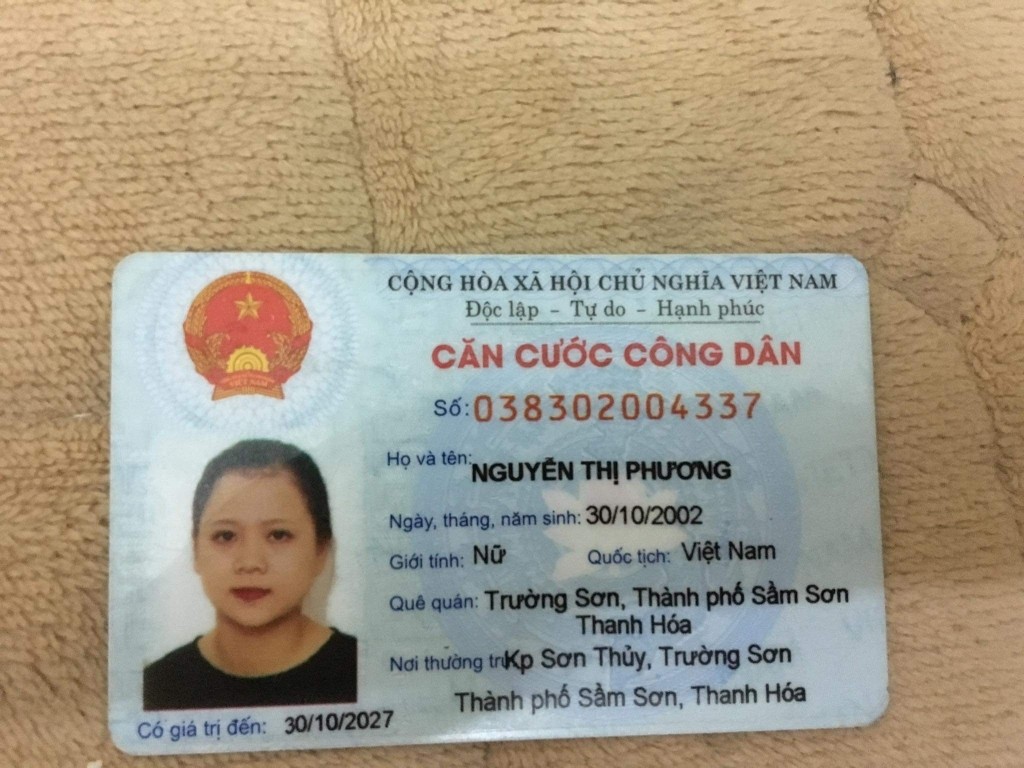 CỘNG HÒA XÃ HỘI CHỦ NGHĨA VIỆT NAM
Độc lập – Tự do – Hạnh phúc
CĂN CƯỚC CÔNG DÂN
Số: 038302004337
Họ và tên: NGUYỄN THỊ PHƯƠNG
Ngày, tháng, năm sinh: 30/10/2002
Giới tính: Nữ Quốc tịch: Việt Nam
Quê quán: Trường Sơn, Thành phố Sầm Sơn
Thanh Hóa
Nơi thường trú Kp Sơn Thủy, Trường Sơn
Thành phố Sầm Sơn, Thanh Hóa
Có giá trị đến: 30/10/2027
VIỆT NAM